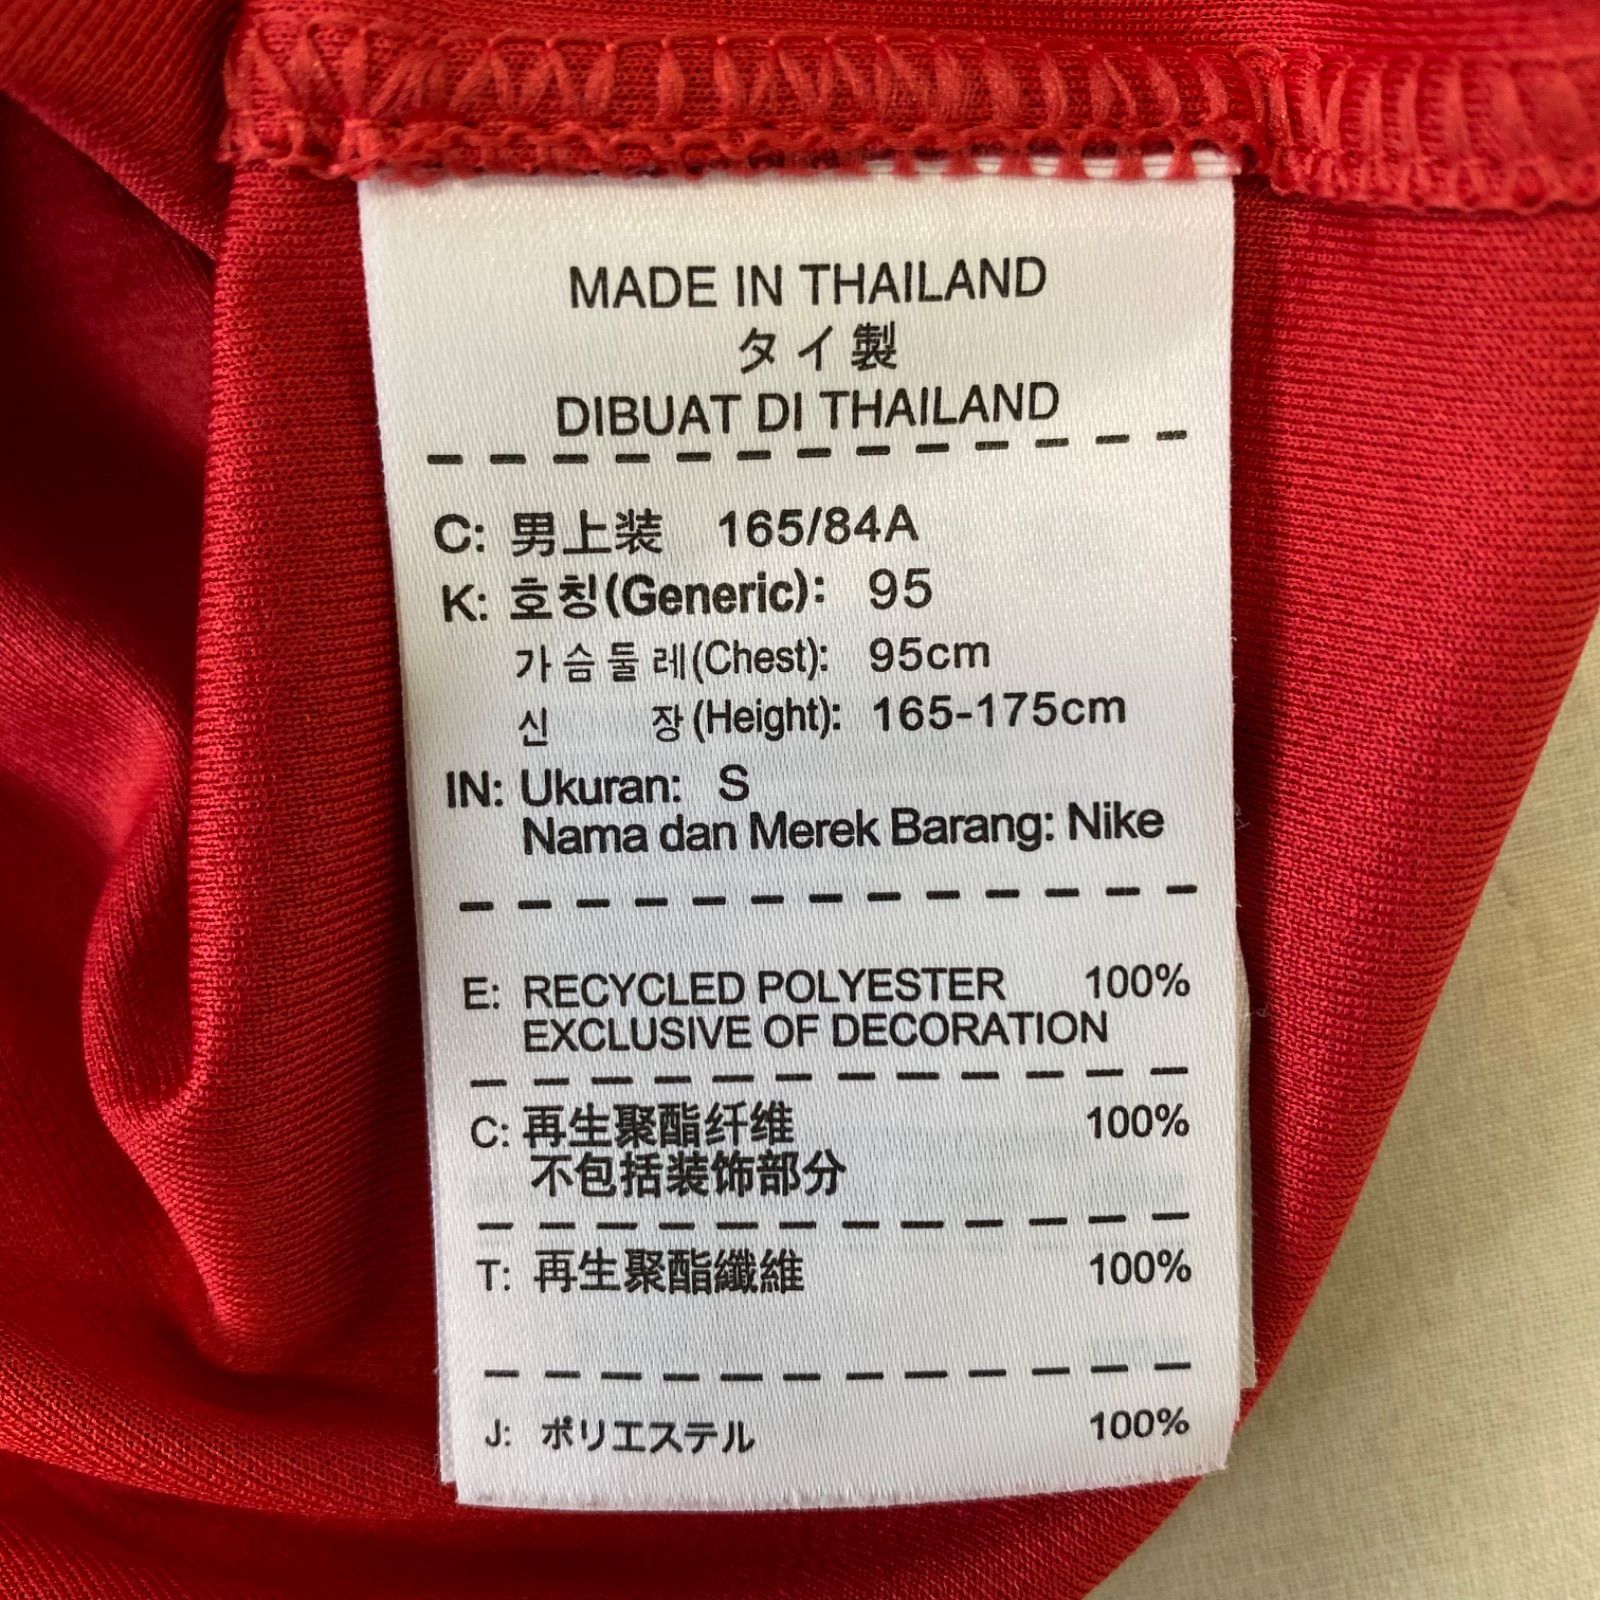 MADE IN THAILAND
タイ製
DIBUAT DI THAILAND
C: 男上装 165/84A
K: 호칭(Generic): 95
가슴둘레(Chest): 95cm
신 장(Height): 165-175cm
IN: Ukuran: S
Nama dan Merek Barang: Nike
E: RECYCLED POLYESTER 100%
EXCLUSIVE OF DECORATION
C: 再生聚酯纤维 100%
不包括装饰部分
T: 再生聚酯纖維 100%
J: ポリエステル 100%